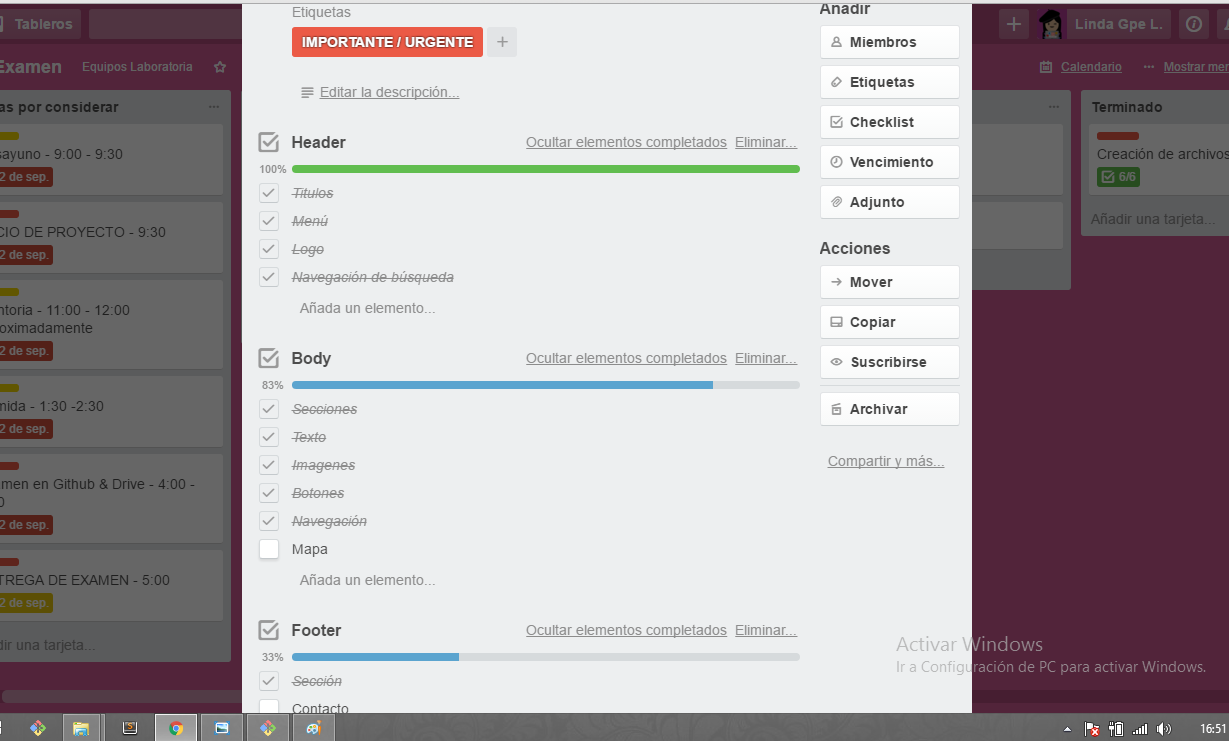 Tableros
Linda Gpe L.
Examen
Equipos Laboratoria
Calendario
Mostrar mer
as por considerar
sayuno - 9:00 - 9:30
2 de sep.
CIO DE PROYECTO - 9:30
2 de sep.
ntoria - 11:00 - 12:00
oximadamente
2 de sep.
mida - 1:30 -2:30
2 de sep.
men en Github & Drive - 4:00 -
0
2 de sep.
TREGA DE EXAMEN - 5:00
2 de sep.
dir una tarjeta...
Etiquetas
IMPORTANTE / URGENTE
+
Editar la descripción...
Header
Ocultar elementos completados Eliminar...
100%
Titulos
Menú
Logo
Navegación de búsqueda
Añada un elemento...
Body
Ocultar elementos completados Eliminar...
83%
Secciones
Texto
Imagenes
Botones
Navegación
Mapa
Añada un elemento...
Footer
Ocultar elementos completados Eliminar...
33%
Sección
Contacto
Añadir
Miembros
Etiquetas
Checklist
Vencimiento
Adjunto
Acciones
Mover
Copiar
Suscribirse
Archivar
Compartir y más...
Terminado
Creación de archivos
6/6
Añadir una tarjeta...
Activar Windows
Ir a Configuración de PC para activar Windows.
16:51